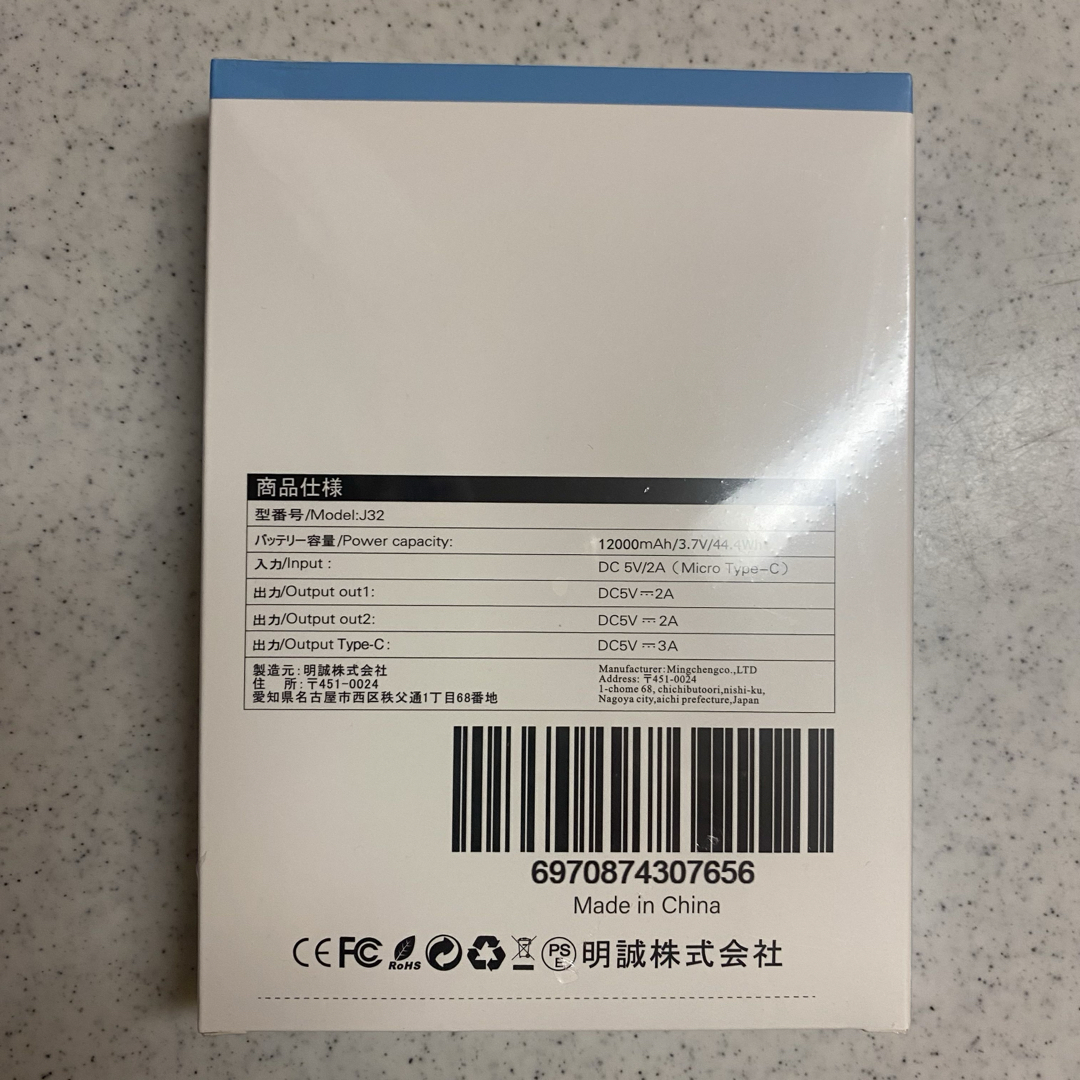 商品仕様
型番号/Model:J32
バッテリー容量/Power capacity: 12000mAh/3.7V/44.4Wh
入力/Input : DC 5V/2A (Micro Type-C)
出力/Output out1: DC5V⎓2A
出力/Output out2: DC5V ⎓ 2A
出力/Output Type-C: DC5V ⎓3A
製造元:明誠株式会社
住 所:〒451-0024
愛知県名古屋市西区秩父通1丁目68番地
Manufacturer:Mingchengco.,LTD
Address: 〒451-0024
1-chome 68, chichibutoori,nishi-ku,
Nagoya city,aichi prefecture,Japan
6970874307656
Made in China
CE FC RoHS PSE 明誠株式会社